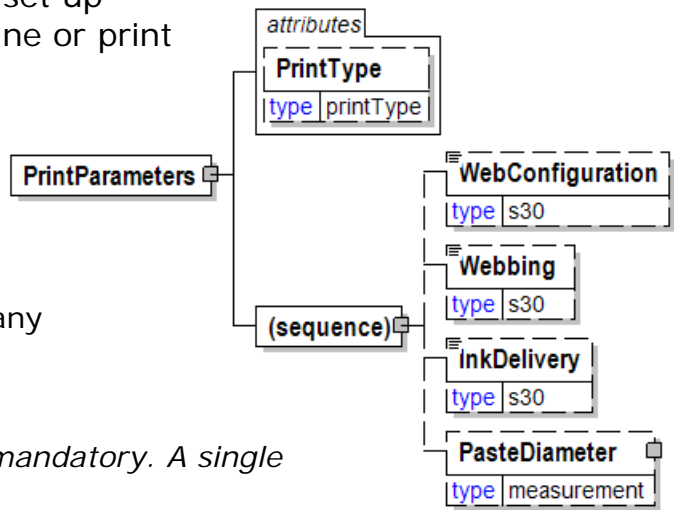 set up
ne or print
any
mandatory. A single
attributes
PrintType
type printType
PrintParameters
(sequence)
WebConfiguration
type s30
Webbing
type s30
InkDelivery
type s30
PasteDiameter
type measurement